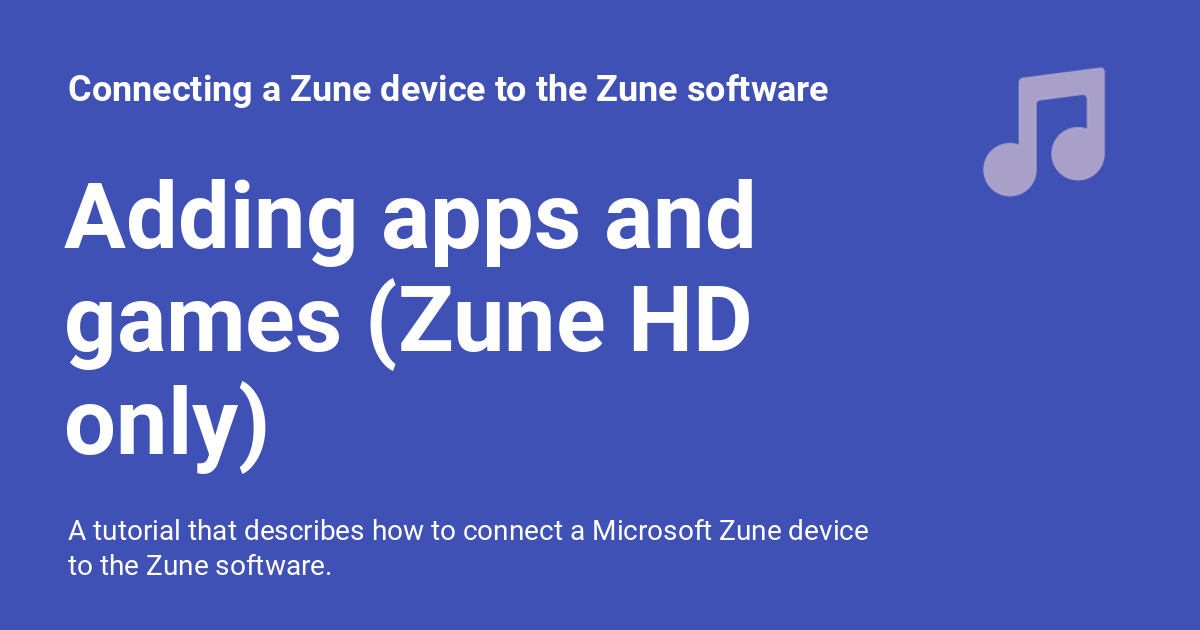 Connecting a Zune device to the Zune software
Adding apps and
games (Zune HD
only)
A tutorial that describes how to connect a Microsoft Zune device
to the Zune software.